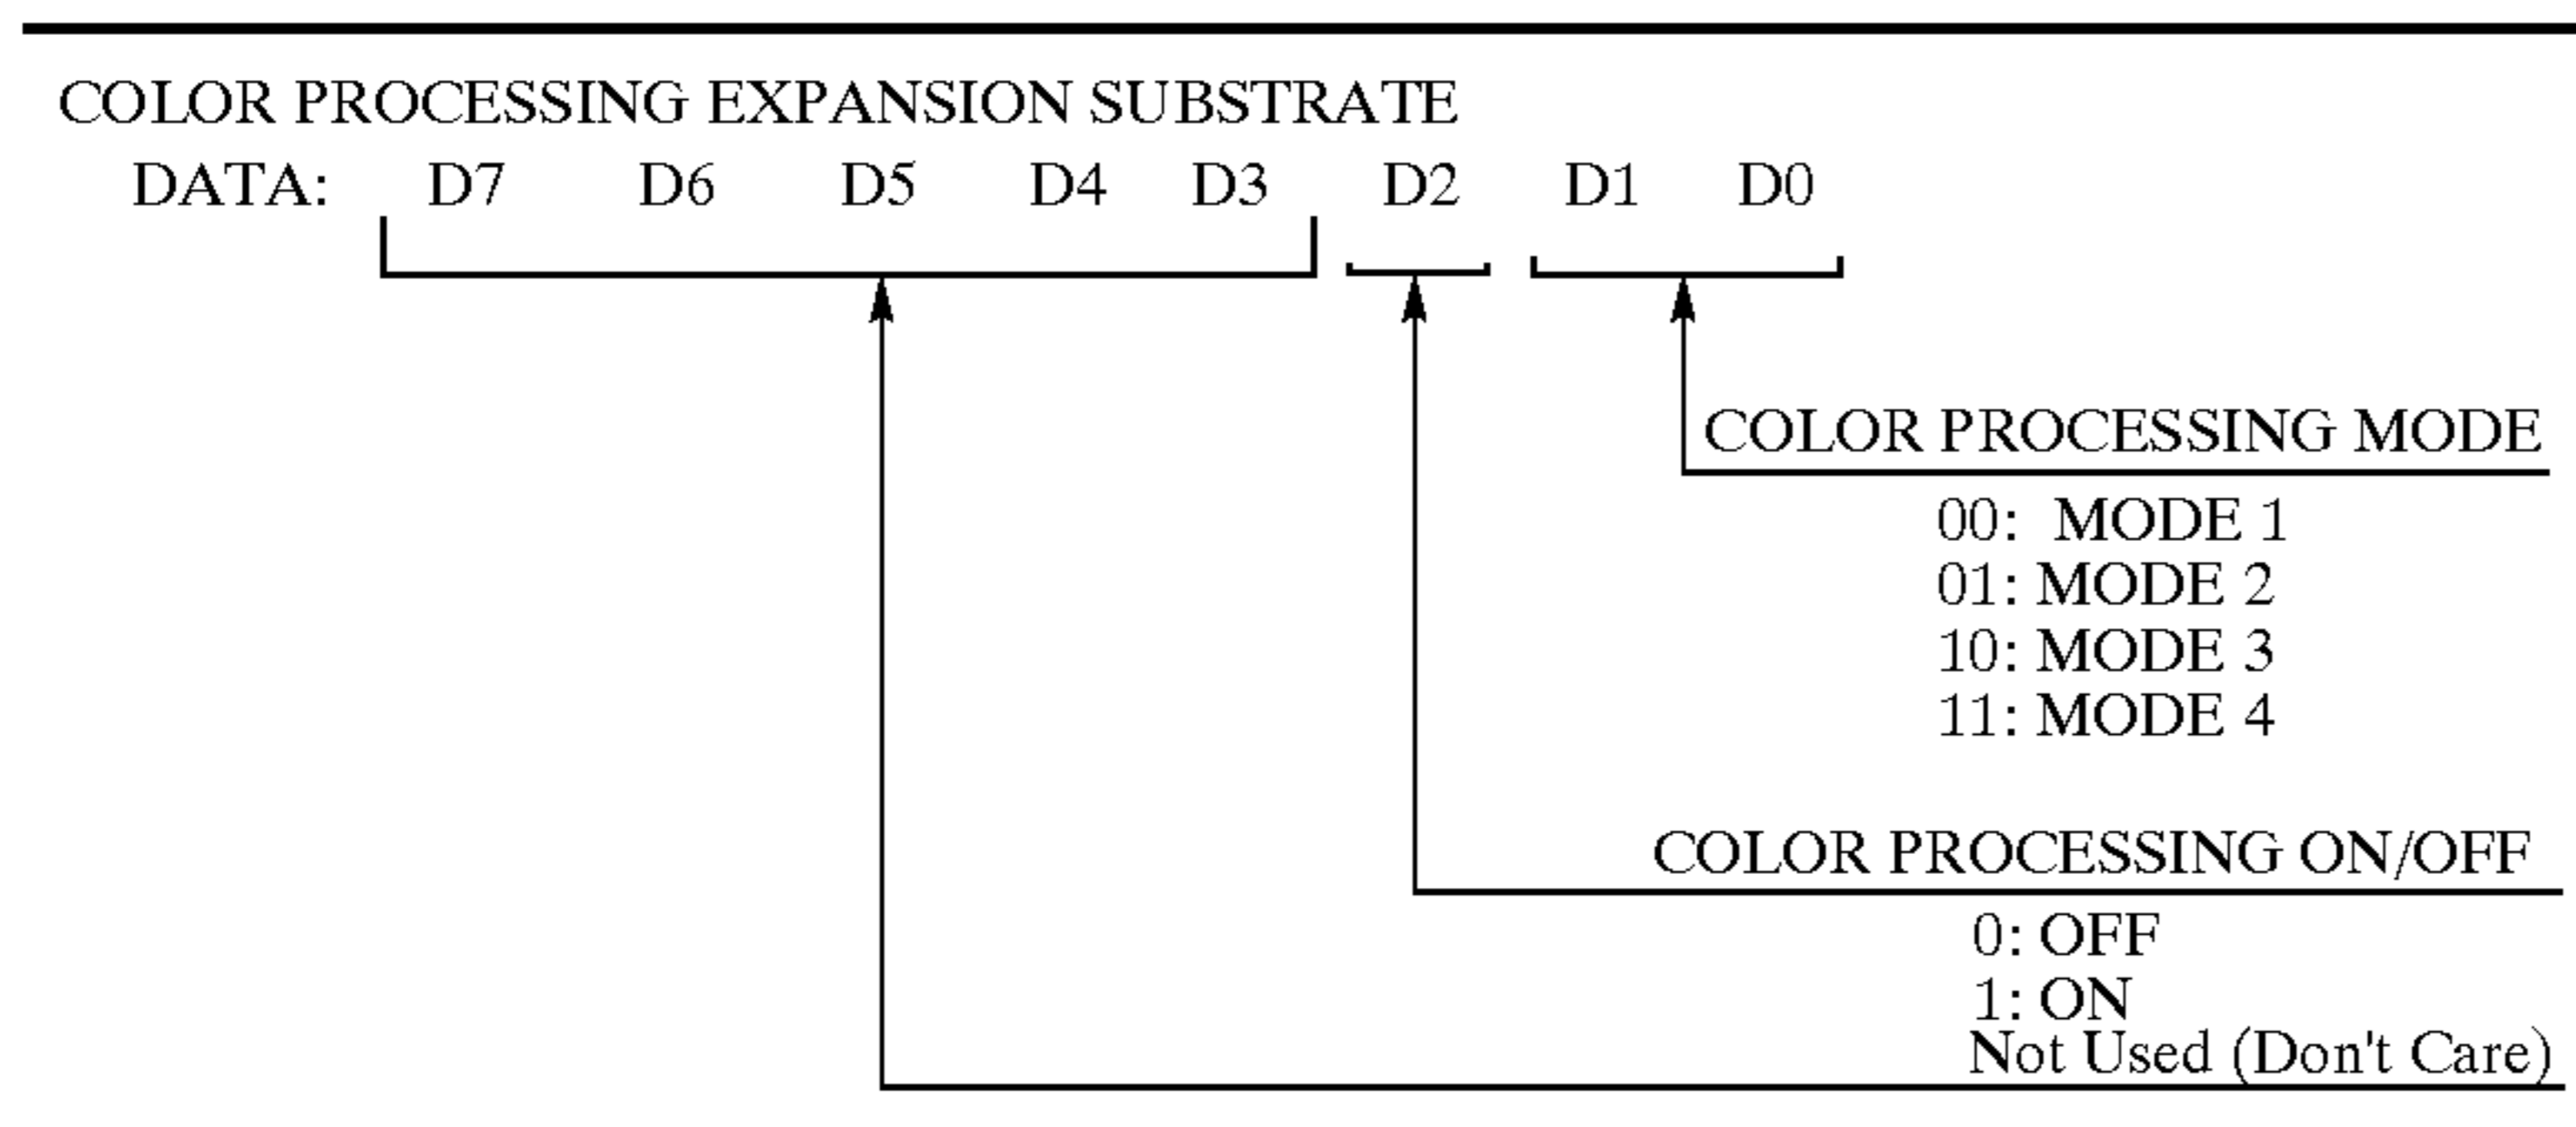 COLOR PROCESSING EXPANSION SUBSTRATE
DATA: D7 D6 D5 D4 D3 D2 D1 D0
COLOR PROCESSING MODE
00: MODE 1
01: MODE 2
10: MODE 3
11: MODE 4
COLOR PROCESSING ON/OFF
0: OFF
1: ON
Not Used (Don't Care)